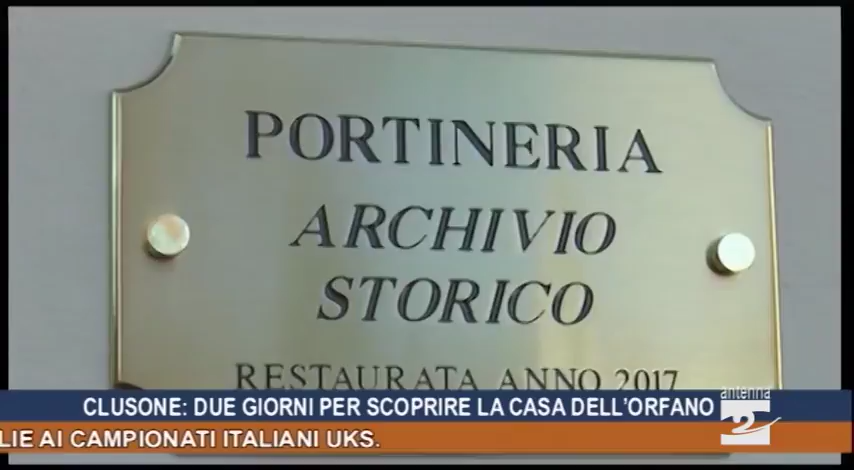 PORTINERIA
ARCHIVIO
STORICO
RESTAURATA ANNO 2017
CLUSONE: DUE GIORNI PER SCOPRIRE LA CASA DELL'ORFANO
antenna
2
LIE AI CAMPIONATI ITALIANI UKS.